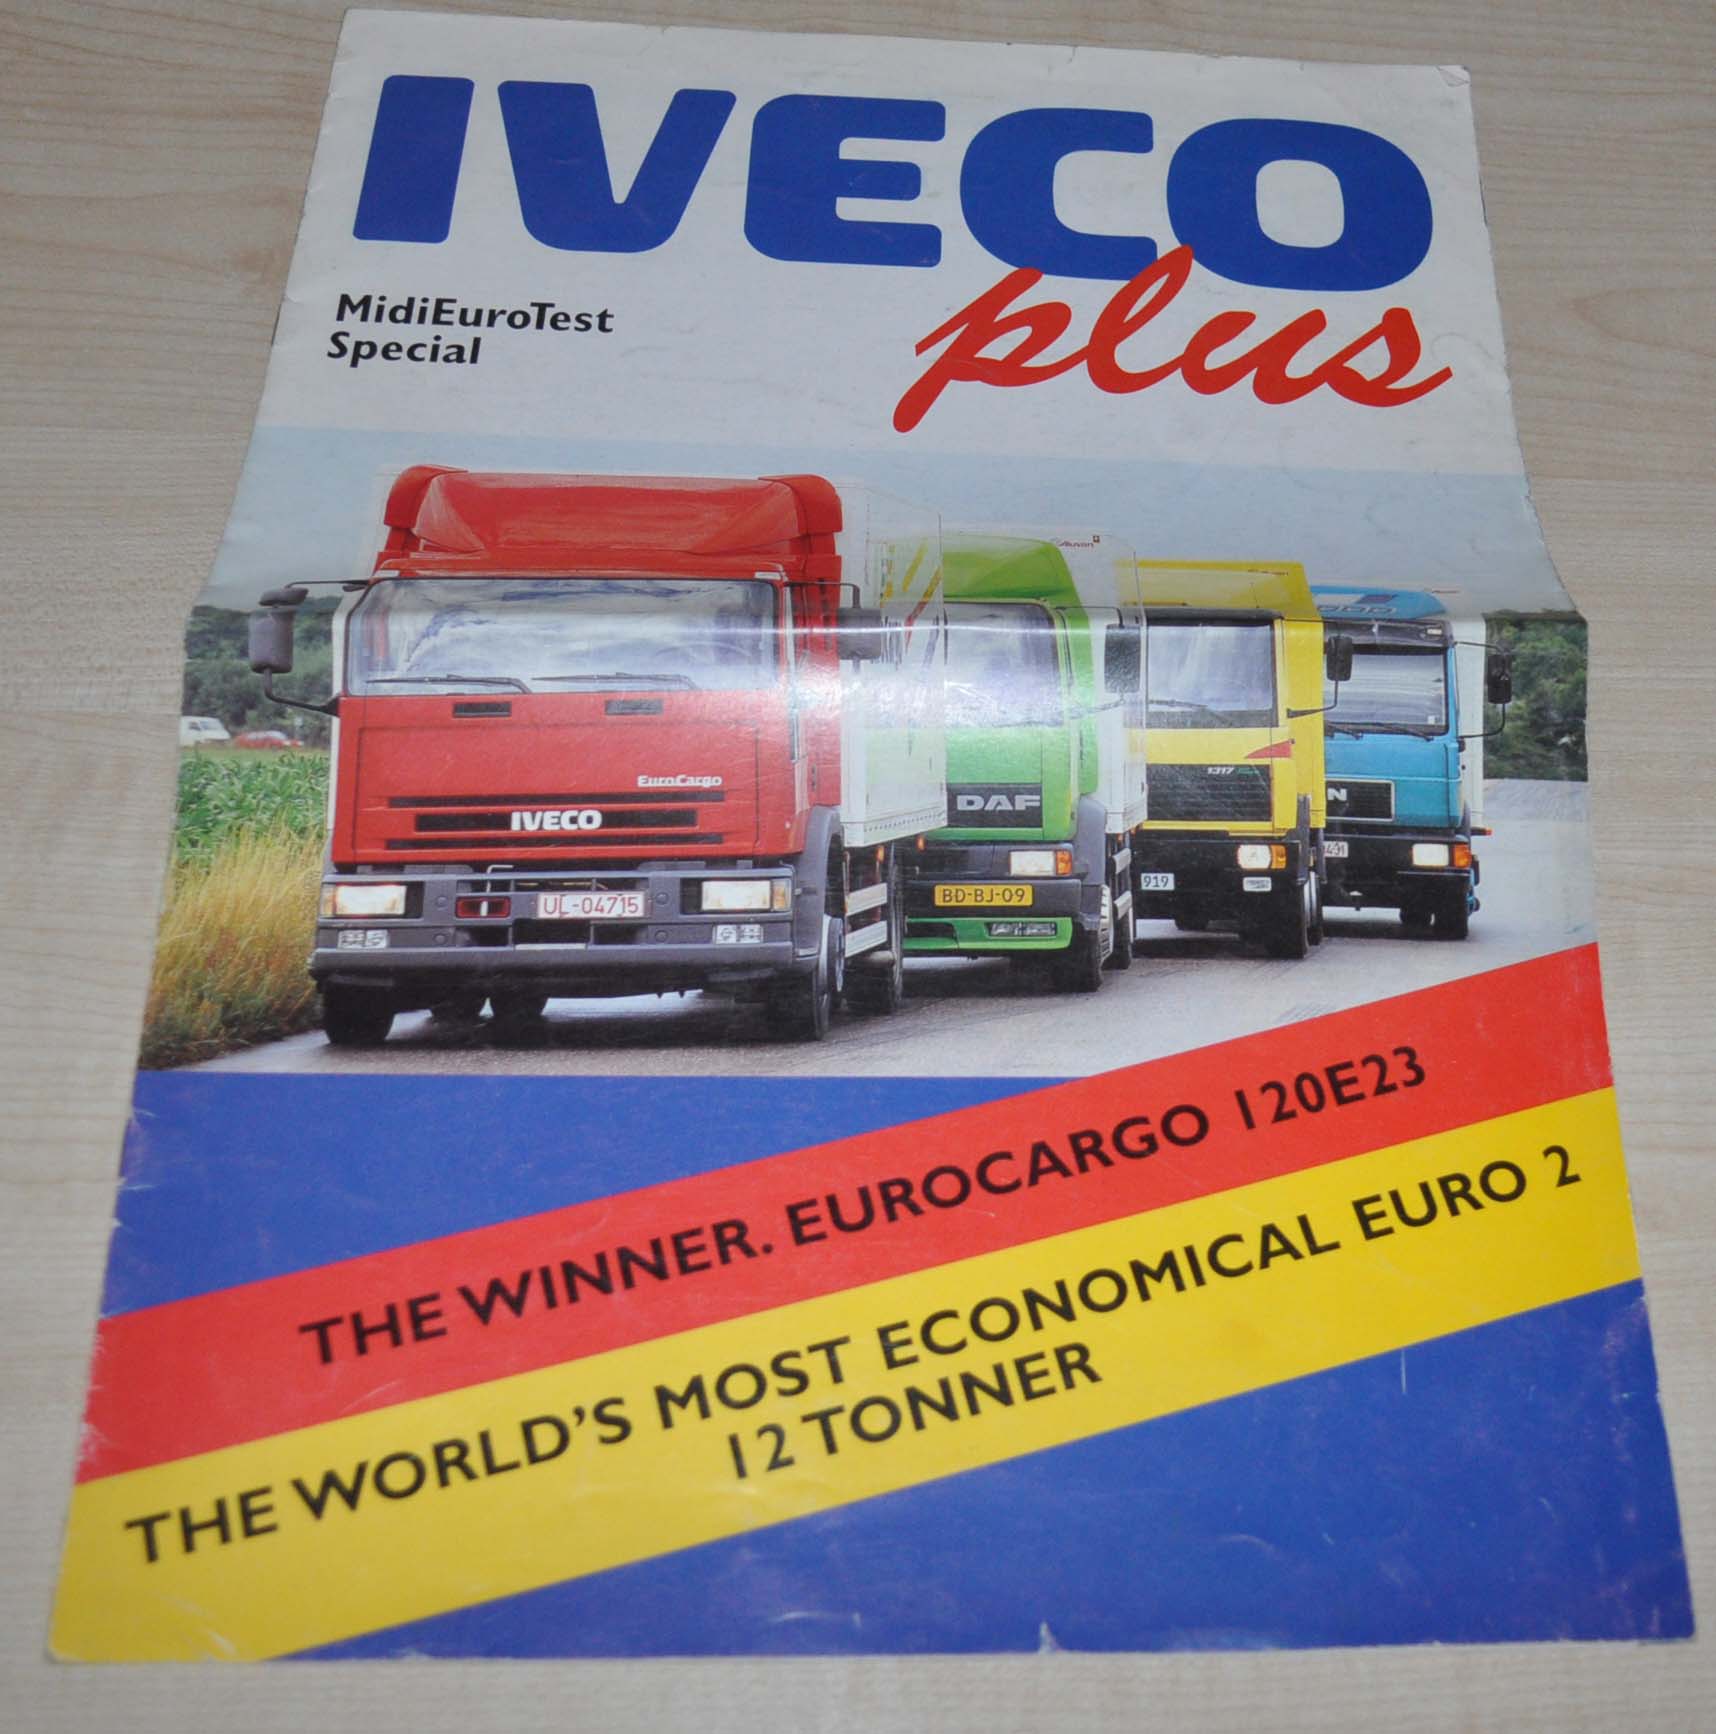 IVECO
plus
MidiEuroTest
Special
EuroCargo
IVECO
UL-04715
DAF
BD-BJ-09
1317
919
N
THE WINNER. EUROCARGO 120E23
THE WORLD'S MOST ECONOMICAL EURO 2
12 TONNER